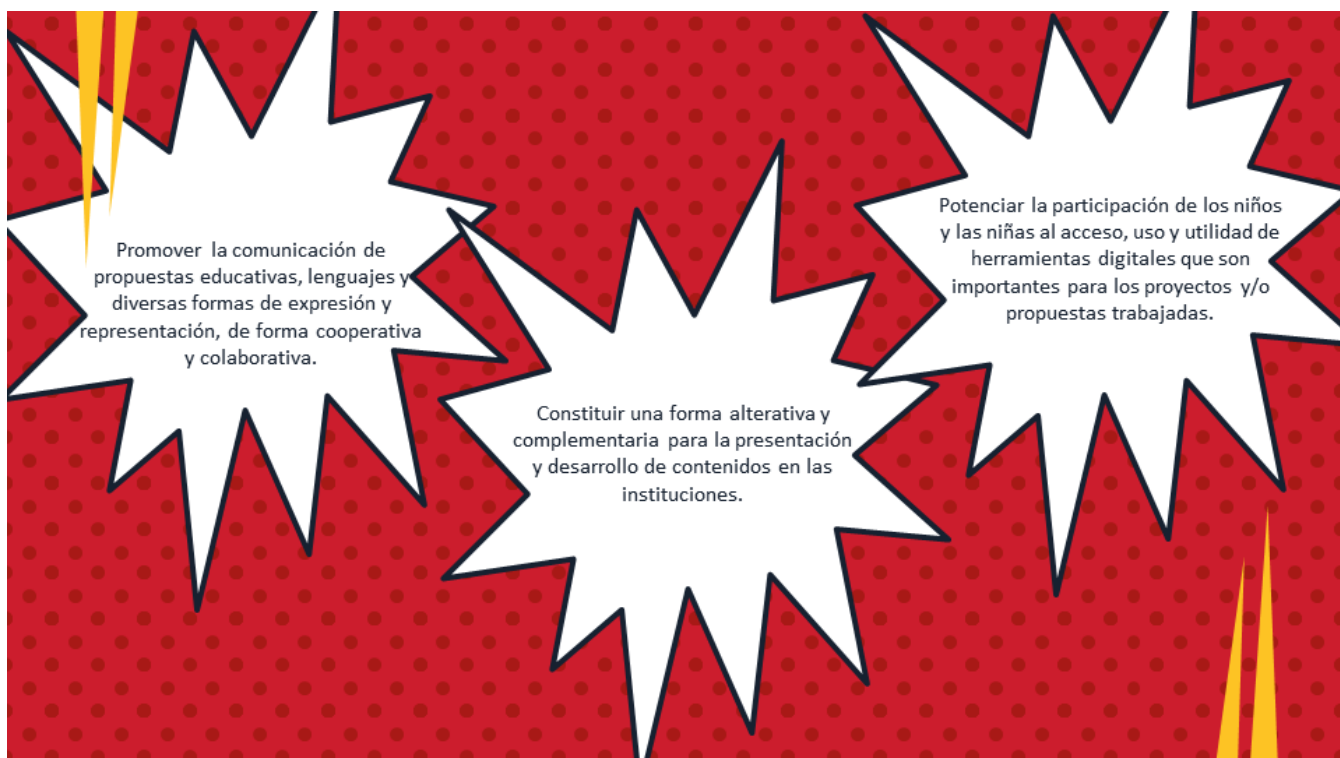 Promover la comunicación de
propuestas educativas, lenguajes y
diversas formas de expresión y
representación, de forma cooperativa
y colaborativa.
Constituir una forma alterativa y
complementaria para la presentación
y desarrollo de contenidos en las
instituciones.
Potenciar la participación de los niños
y las niñas al acceso, uso y utilidad de
herramientas digitales que son
importantes para los proyectos y/o
propuestas trabajadas.